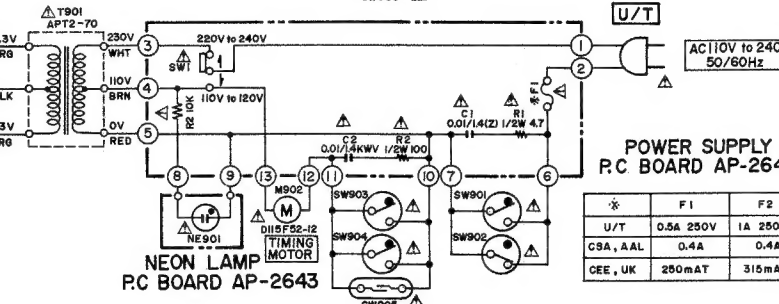 T901
APT2-70
230V
WHT
110V
BRN
0V
RED
3
4
5
220V to 240V
SW1
110V to 120V
R2 10K
1
2
U/T
AC110V to 240
50/60Hz
※F1
C1
0.01/1.4(Z)
R1
1/2W 4.7
C2
0.01/1.4KWV
R2
1/2W 100
POWER SUPPLY
P.C BOARD AP-264
8
9
13
12
11
10
7
6
M902
M
D115F52-12
TIMING
MOTOR
NE901
NEON LAMP
P.C BOARD AP-2643
SW903
SW904
SW901
SW902
※ F1 F2
U/T 0.5A 250V 1A 250
CSA, AAL 0.4A 0.4A
CEE, UK 250mAT 315m